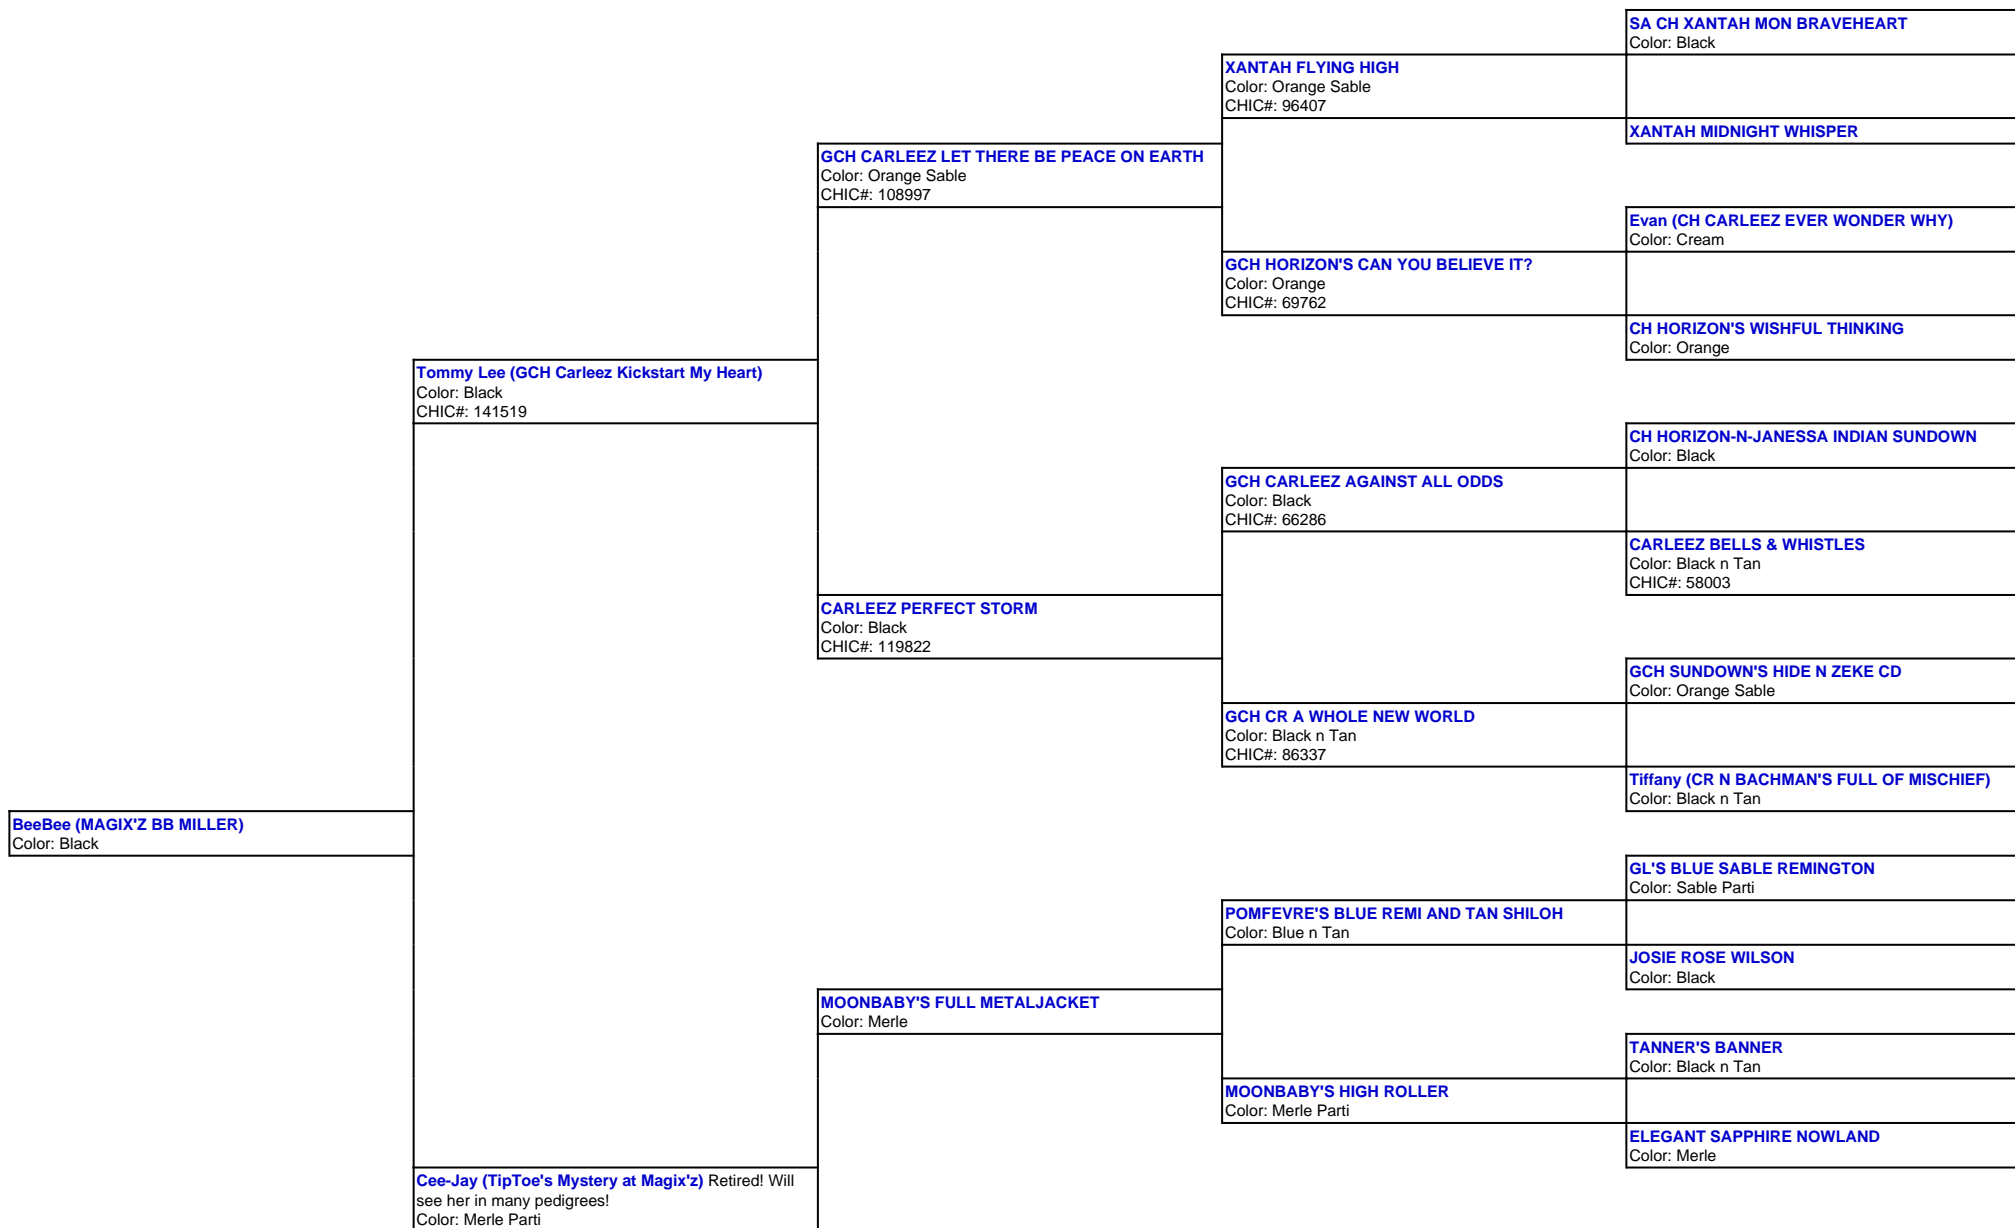 SA CH XANTAH MON BRAVEHEART
Color: Black
XANTAH FLYING HIGH
Color: Orange Sable
CHIC#: 96407
XANTAH MIDNIGHT WHISPER
GCH CARLEEZ LET THERE BE PEACE ON EARTH
Color: Orange Sable
CHIC#: 108997
Evan (CH CARLEEZ EVER WONDER WHY)
Color: Cream
GCH HORIZON'S CAN YOU BELIEVE IT?
Color: Orange
CHIC#: 69762
CH HORIZON'S WISHFUL THINKING
Color: Orange
Tommy Lee (GCH Carleez Kickstart My Heart)
Color: Black
CHIC#: 141519
CH HORIZON-N-JANESSA INDIAN SUNDOWN
Color: Black
GCH CARLEEZ AGAINST ALL ODDS
Color: Black
CHIC#: 66286
CARLEEZ BELLS & WHISTLES
Color: Black n Tan
CHIC#: 58003
CARLEEZ PERFECT STORM
Color: Black
CHIC#: 119822
GCH SUNDOWN'S HIDE N ZEKE CD
Color: Orange Sable
GCH CR A WHOLE NEW WORLD
Color: Black n Tan
CHIC#: 86337
Tiffany (CR N BACHMAN'S FULL OF MISCHIEF)
Color: Black n Tan
BeeBee (MAGIX'Z BB MILLER)
Color: Black
GL'S BLUE SABLE REMINGTON
Color: Sable Parti
POMFEVRE'S BLUE REMI AND TAN SHILOH
Color: Blue n Tan
JOSIE ROSE WILSON
Color: Black
MOONBABY'S FULL METALJACKET
Color: Merle
TANNER'S BANNER
Color: Black n Tan
MOONBABY'S HIGH ROLLER
Color: Merle Parti
ELEGANT SAPPHIRE NOWLAND
Color: Merle
Cee-Jay (TipToe's Mystery at Magix'z) Retired! Will
see her in many pedigrees!
Color: Merle Parti